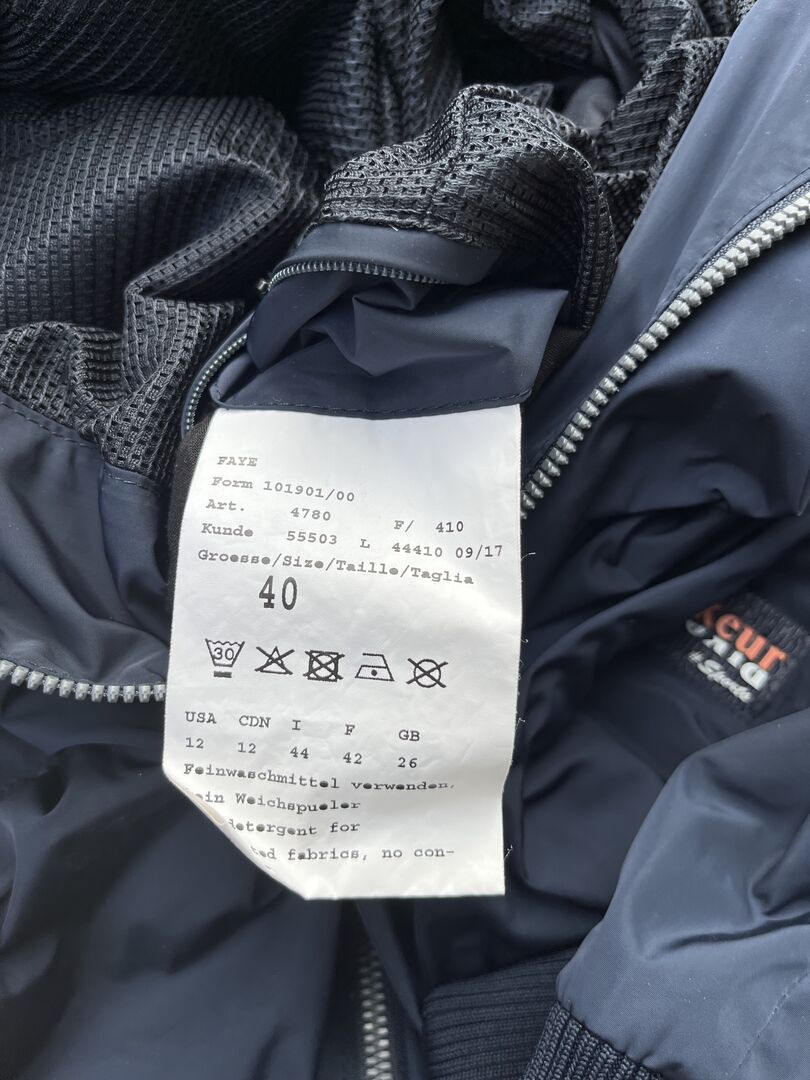 FAYE
Form 101901/00
Art. 4780 F/ 410
Kunde 55503 L 44410 09/17
Groesse/Size/Taille/Taglia
40
30
USA CDN I F GB
12 12 44 42 26
Feinwaschmittel verwenden,
Weichspueler
for
fabrics, no con-